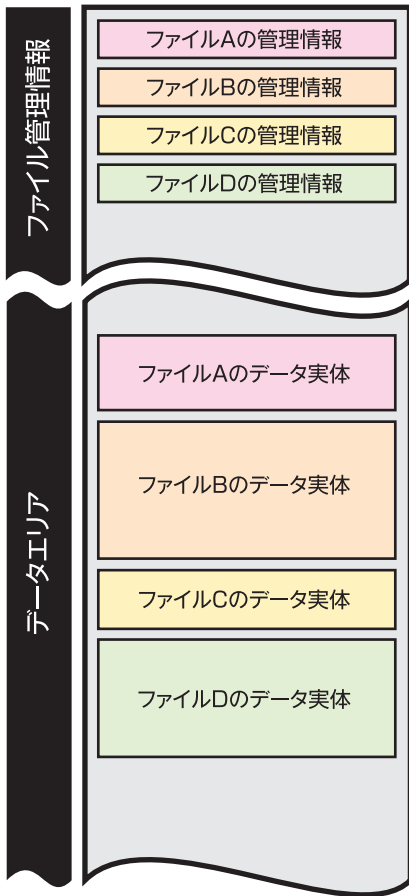 ファイル管理情報
ファイルAの管理情報
ファイルBの管理情報
ファイルCの管理情報
ファイルDの管理情報
データエリア
ファイルAのデータ実体
ファイルBのデータ実体
ファイルCのデータ実体
ファイルDのデータ実体